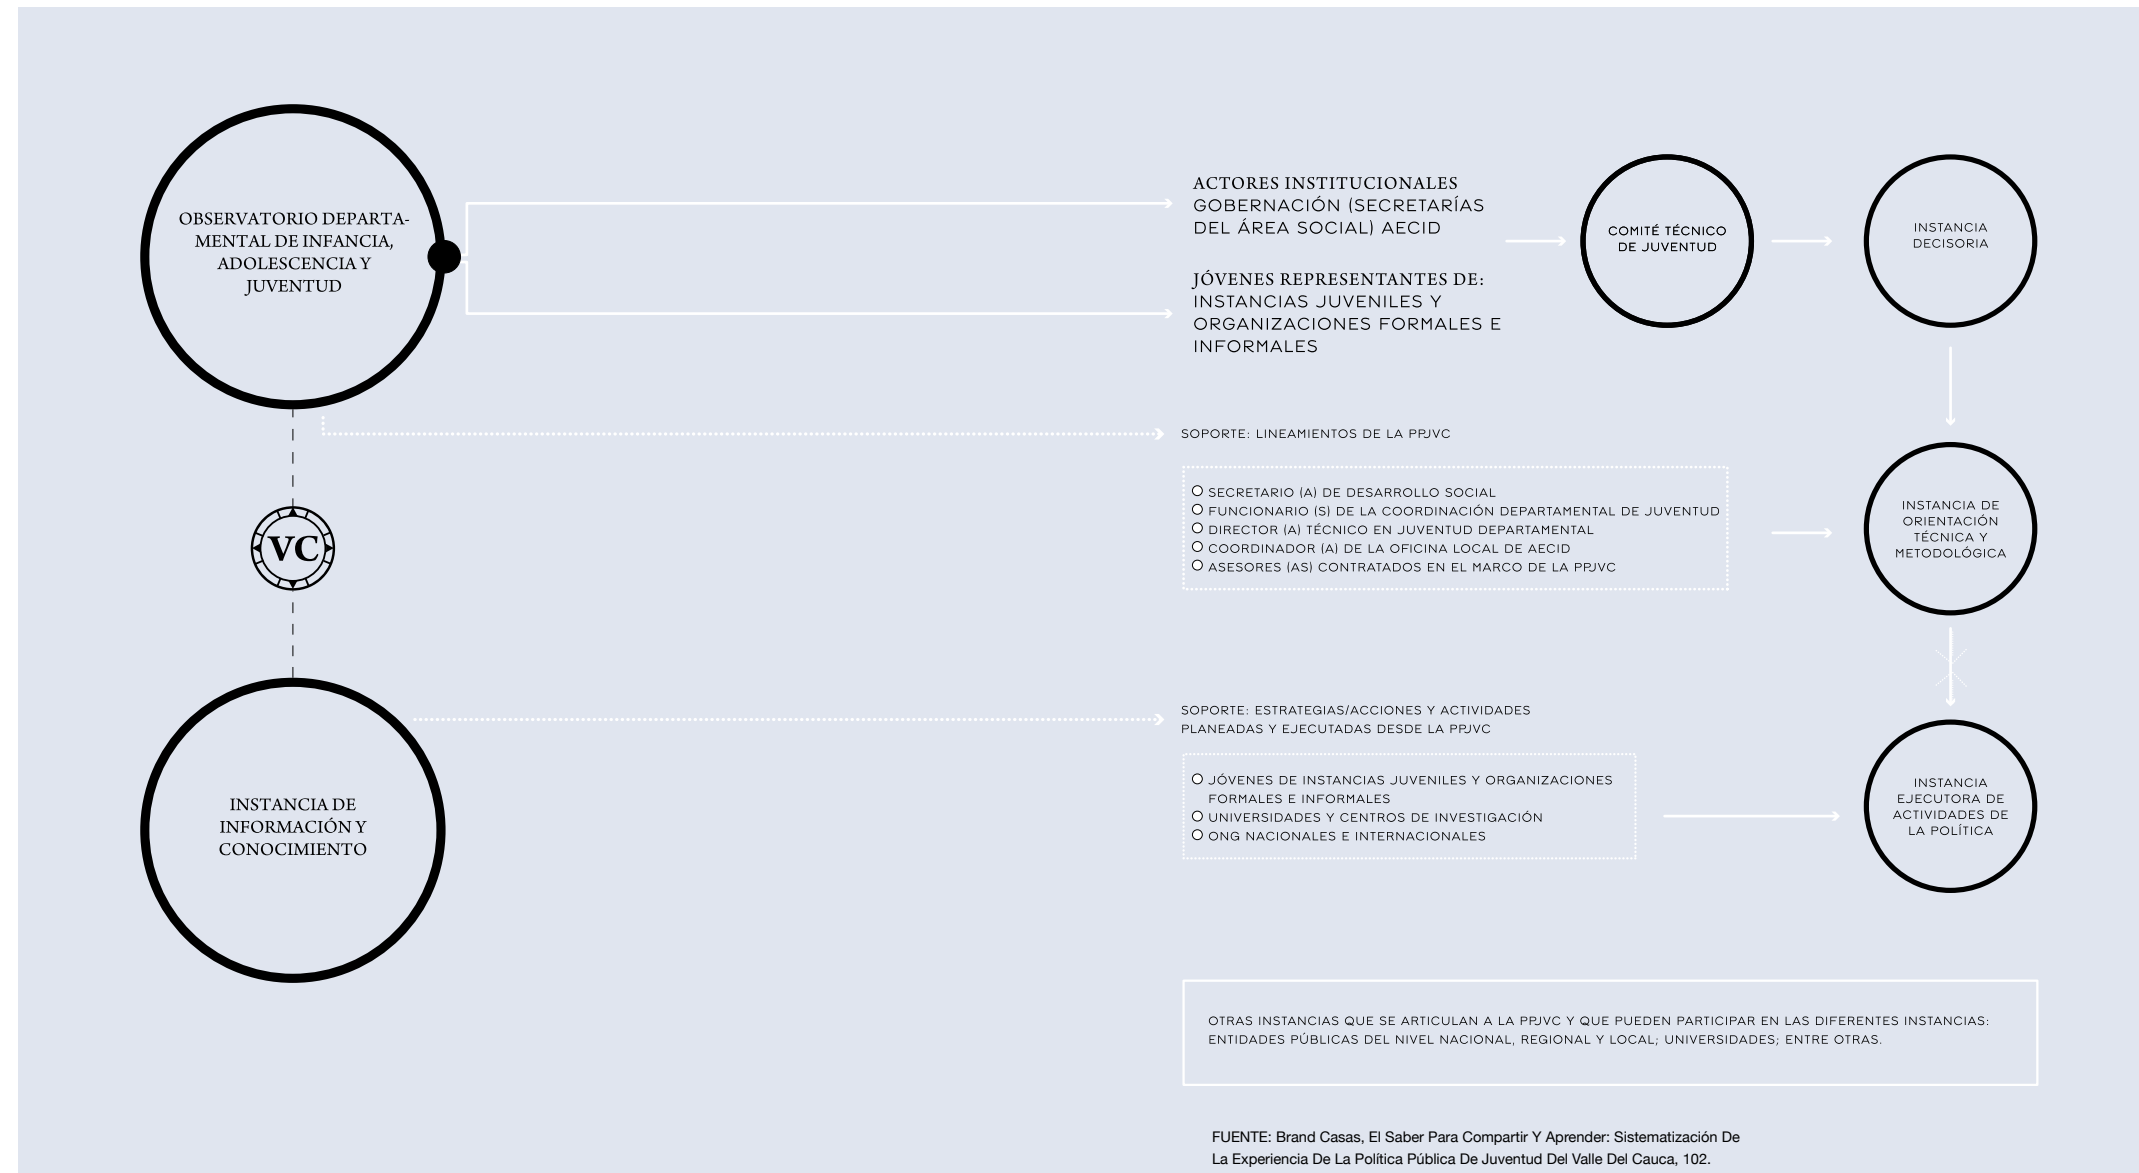 OBSERVATORIO DEPARTA-
MENTAL DE INFANCIA,
ADOLESCENCIA Y
JUVENTUD
ACTORES INSTITUCIONALES
GOBERNACIÓN (SECRETARÍAS
DEL ÁREA SOCIAL) AECID
JÓVENES REPRESENTANTES DE:
INSTANCIAS JUVENILES Y
ORGANIZACIONES FORMALES E
INFORMALES
COMITÉ TÉCNICO
DE JUVENTUD
INSTANCIA
DECISORIA
SOPORTE: LINEAMIENTOS DE LA PPJVC
SECRETARIO (A) DE DESARROLLO SOCIAL
FUNCIONARIO (S) DE LA COORDINACIÓN DEPARTAMENTAL DE JUVENTUD
DIRECTOR (A) TÉCNICO EN JUVENTUD DEPARTAMENTAL
COORDINADOR (A) DE LA OFICINA LOCAL DE AECID
ASESORES (AS) CONTRATADOS EN EL MARCO DE LA PPJVC
INSTANCIA DE
ORIENTACIÓN
TÉCNICA Y
METODOLÓGICA
VC
INSTANCIA DE
INFORMACIÓN Y
CONOCIMIENTO
SOPORTE: ESTRATEGIAS/ACCIONES Y ACTIVIDADES
PLANEADAS Y EJECUTADAS DESDE LA PPJVC
JÓVENES DE INSTANCIAS JUVENILES Y ORGANIZACIONES
FORMALES E INFORMALES
UNIVERSIDADES Y CENTROS DE INVESTIGACIÓN
ONG NACIONALES E INTERNACIONALES
INSTANCIA
EJECUTORA DE
ACTIVIDADES DE
LA POLÍTICA
OTRAS INSTANCIAS QUE SE ARTICULAN A LA PPJVC Y QUE PUEDEN PARTICIPAR EN LAS DIFERENTES INSTANCIAS:
ENTIDADES PÚBLICAS DEL NIVEL NACIONAL, REGIONAL Y LOCAL; UNIVERSIDADES; ENTRE OTRAS.
FUENTE: Brand Casas, El Saber Para Compartir Y Aprender: Sistematización De
La Experiencia De La Política Pública De Juventud Del Valle Del Cauca, 102.